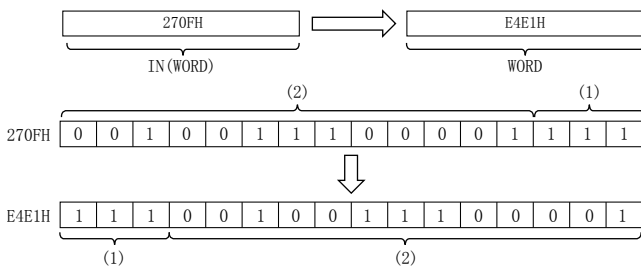 270FH E4E1H
IN(WORD) WORD
(2) (1)
270FH 0 0 1 0 0 1 1 1 0 0 0 0 1 1 1 1
E4E1H 1 1 1 0 0 1 0 0 1 1 1 0 0 0 0 1
(1) (2)